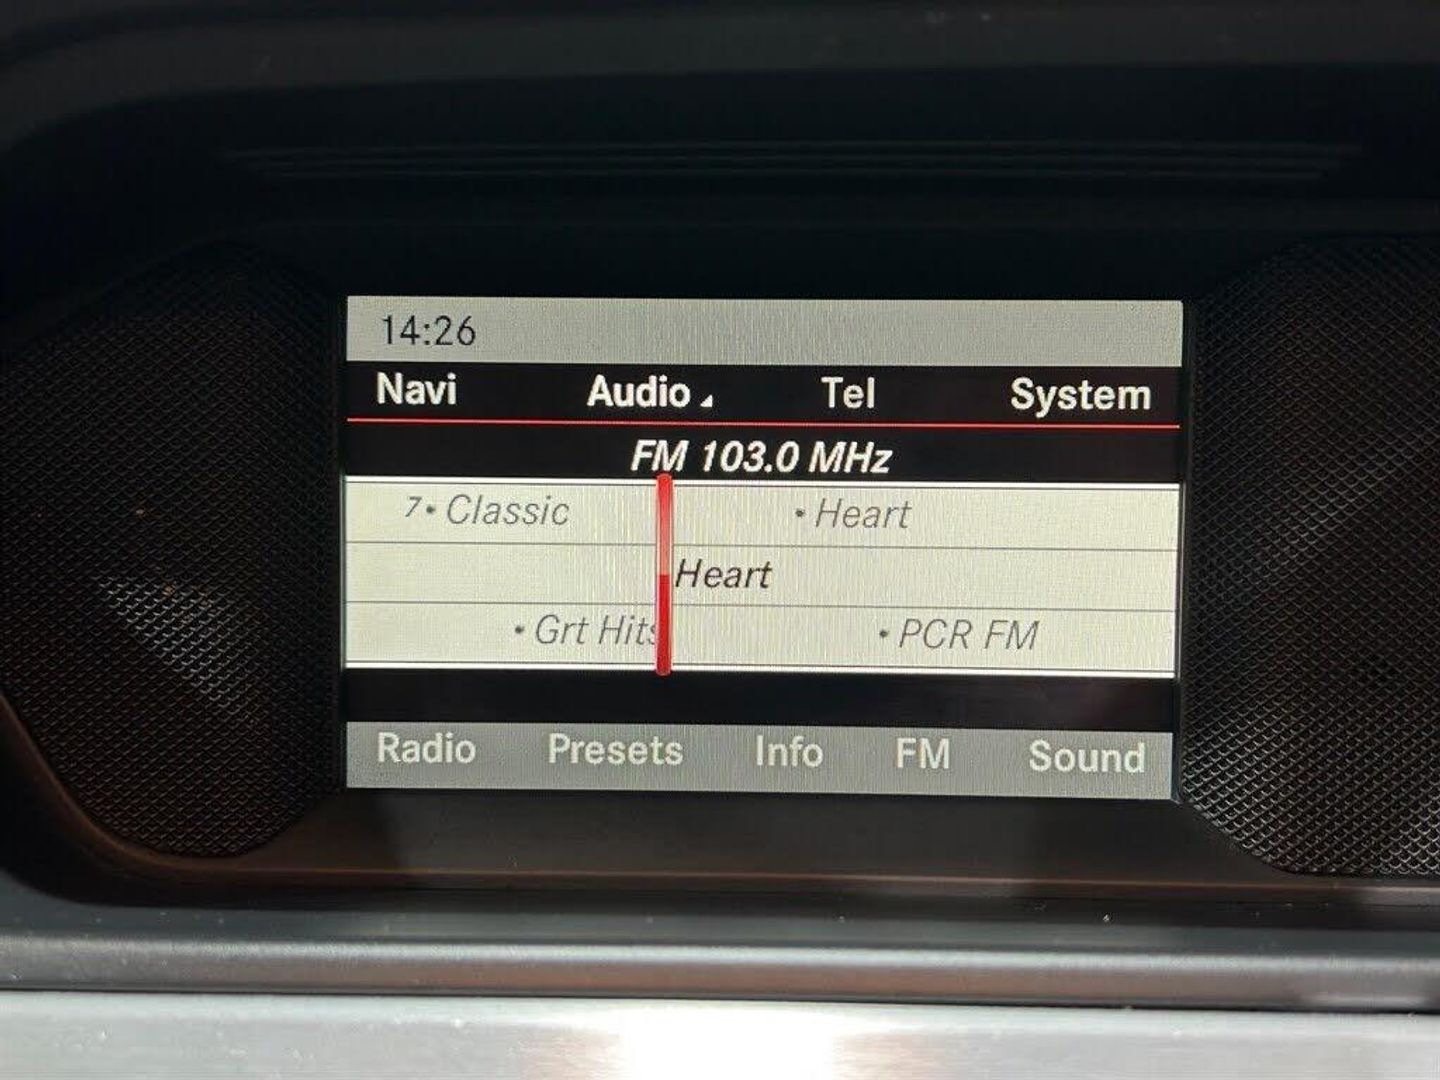 14:26
Navi Audio Tel System
FM 103.0 MHz
7• Classic • Heart
Heart
• Grt Hits • PCR FM
Radio Presets Info FM Sound